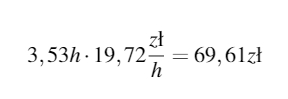 3,53h · 19,72 zł/h = 69,61zł